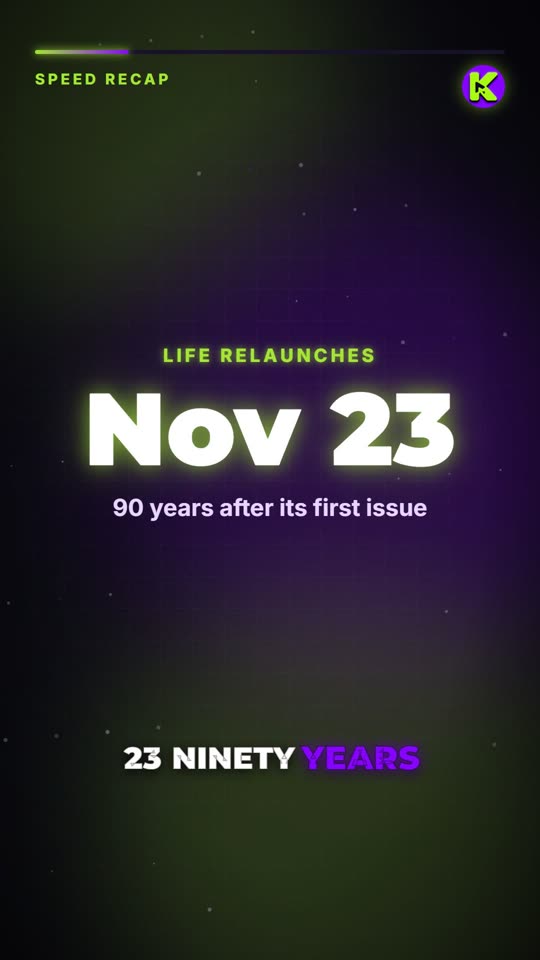 SPEED RECAP
K
LIFE RELAUNCHES
Nov 23
90 years after its first issue
23 NINETY YEARS